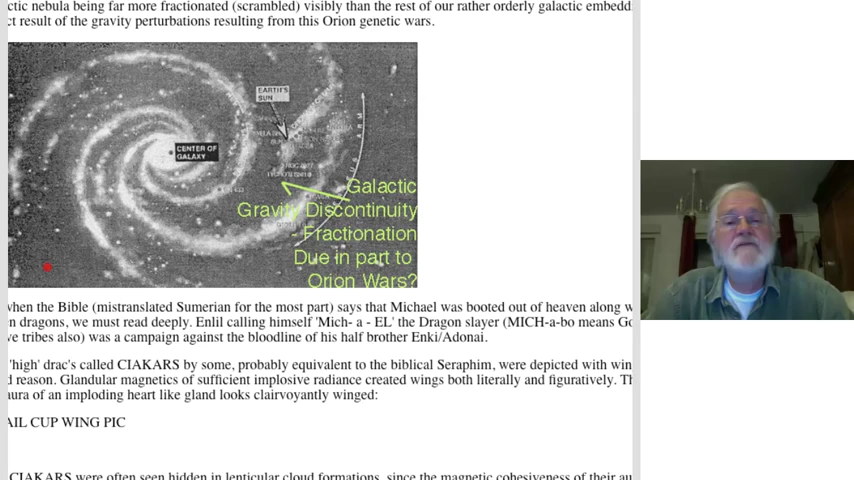 ctic nebula being far more fractionated (scrambled) visibly than the rest of our rather orderly galactic embedd
ct result of the gravity perturbations resulting from this Orion genetic wars.
EARTH'S
SUN
CENTER OF
GALAXY
Galactic
Gravity Discontinuity
- Fractionation
Due in part to
Orion Wars?
when the Bible (mistranslated Sumerian for the most part) says that Michael was booted out of heaven along w
n dragons, we must read deeply. Enlil calling himself 'Mich- a - EL' the Dragon slayer (MICH-a-bo means Go
ve tribes also) was a campaign against the bloodline of his half brother Enki/Adonai.
'high' drac's called CIAKARS by some, probably equivalent to the biblical Seraphim, were depicted with win
d reason. Glandular magnetics of sufficient implosive radiance created wings both literally and figuratively. Th
aura of an imploding heart like gland looks clairvoyantly winged:
AIL CUP WING PIC
CIAKARS were often seen hidden in lenticular cloud formations, since the magnetic cohesiveness of their au